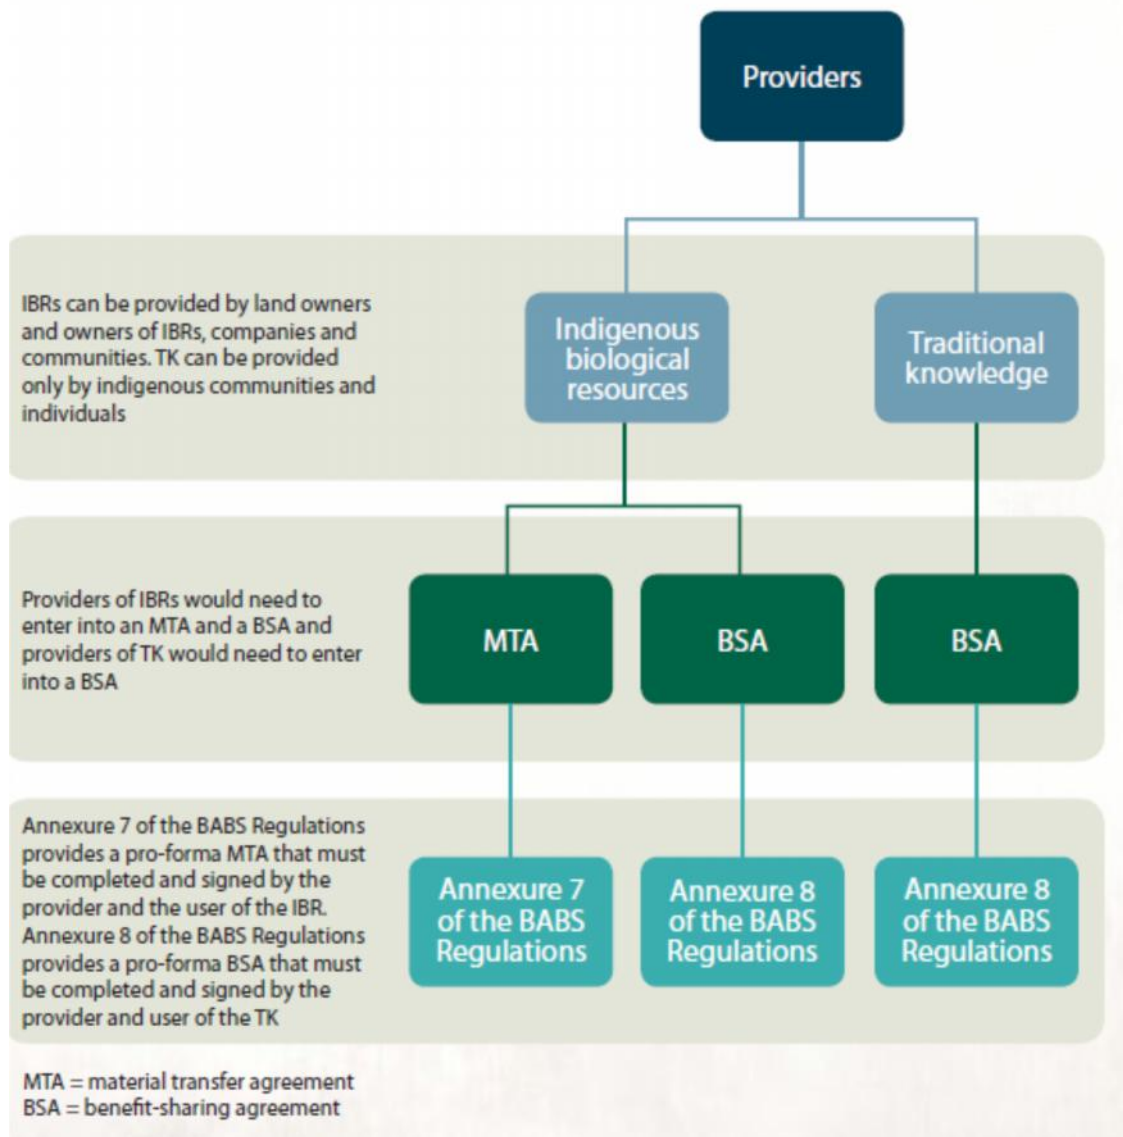 Providers
IBRs can be provided by land owners
and owners of IBRs, companies and
communities. TK can be provided
only by indigenous communities and
individuals
Indigenous
biological
resources
Traditional
knowledge
Providers of IBRs would need to
enter into an MTA and a BSA and
providers of TK would need to enter
into a BSA
MTA
BSA
BSA
Annexure 7 of the BABS Regulations
provides a pro-forma MTA that must
be completed and signed by the
provider and the user of the IBR.
Annexure 8 of the BABS Regulations
provides a pro-forma BSA that must
be completed and signed by the
provider and user of the TK
Annexure 7
of the BABS
Regulations
Annexure 8
of the BABS
Regulations
Annexure 8
of the BABS
Regulations
MTA = material transfer agreement
BSA = benefit-sharing agreement